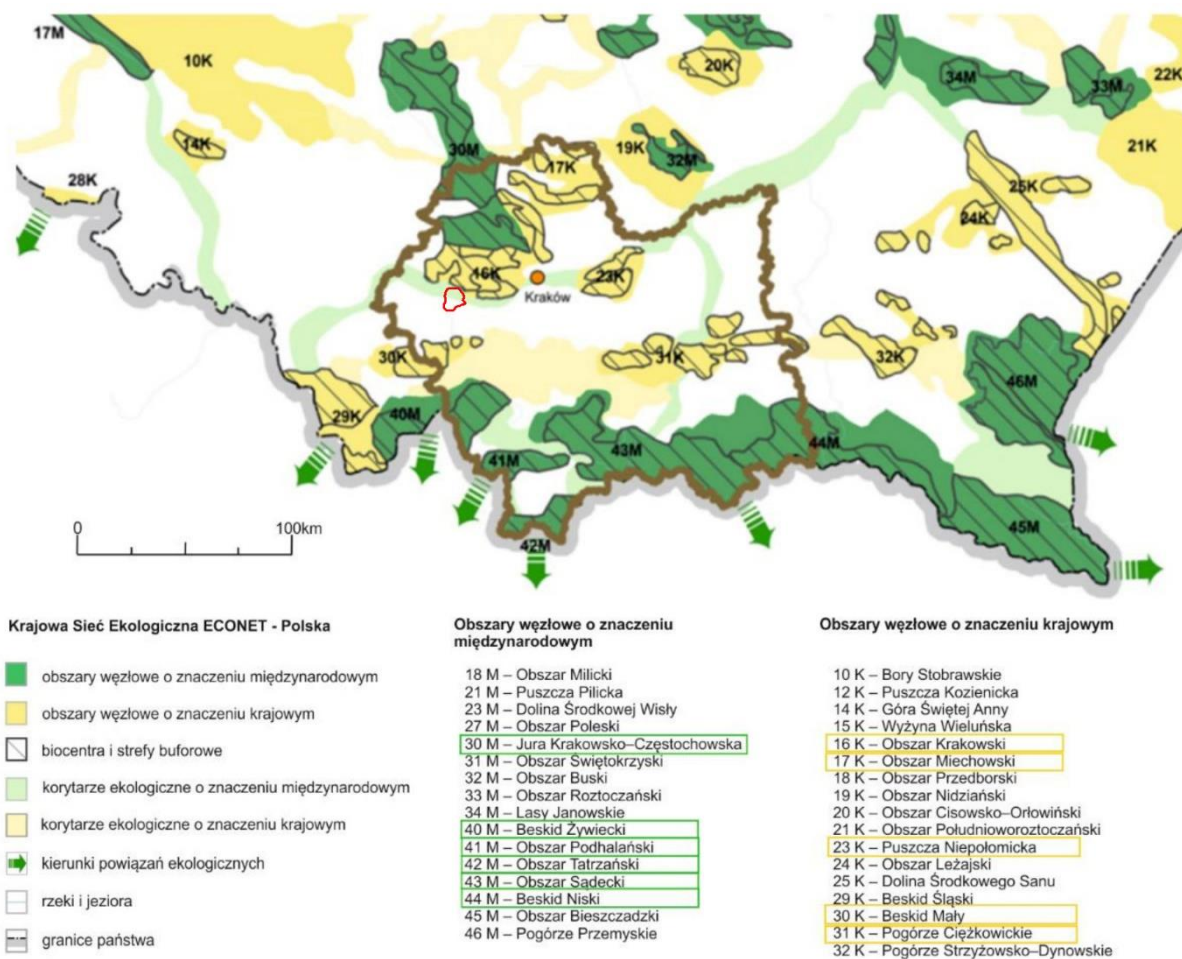 17M
10K
20K
34M
33M
22K
14K
30M
17K
19K
32M
21K
28K
25K
24K
16K
23K
Kraków
30K
31K
32K
46M
29K
40M
41M
43M
44M
45M
42M
0
100km
Krajowa Sieć Ekologiczna ECONET - Polska
obszary węzłowe o znaczeniu międzynarodowym
obszary węzłowe o znaczeniu krajowym
biocentra i strefy buforowe
korytarze ekologiczne o znaczeniu międzynarodowym
korytarze ekologiczne o znaczeniu krajowym
kierunki powiązań ekologicznych
rzeki i jeziora
granice państwa
Obszary węzłowe o znaczeniu
międzynarodowym
18 M – Obszar Milicki
21 M – Puszcza Pilicka
23 M – Dolina Środkowej Wisły
27 M – Obszar Poleski
30 M – Jura Krakowsko–Częstochowska
31 M – Obszar Świętokrzyski
32 M – Obszar Buski
33 M – Obszar Roztoczański
34 M – Lasy Janowskie
40 M – Beskid Żywiecki
41 M – Obszar Podhalański
42 M – Obszar Tatrzański
43 M – Obszar Sądecki
44 M – Beskid Niski
45 M – Obszar Bieszczadzki
46 M – Pogórze Przemyskie
Obszary węzłowe o znaczeniu krajowym
10 K – Bory Stobrawskie
12 K – Puszcza Kozienicka
14 K – Góra Świętej Anny
15 K – Wyżyna Wieluńska
16 K – Obszar Krakowski
17 K – Obszar Miechowski
18 K – Obszar Przedborski
19 K – Obszar Nidziański
20 K – Obszar Cisowsko–Orłowiński
21 K – Obszar Południoworoztoczański
23 K – Puszcza Niepołomicka
24 K – Obszar Leżajski
25 K – Dolina Środkowego Sanu
29 K – Beskid Śląski
30 K – Beskid Mały
31 K – Pogórze Ciężkowickie
32 K – Pogórze Strzyżowsko–Dynowskie